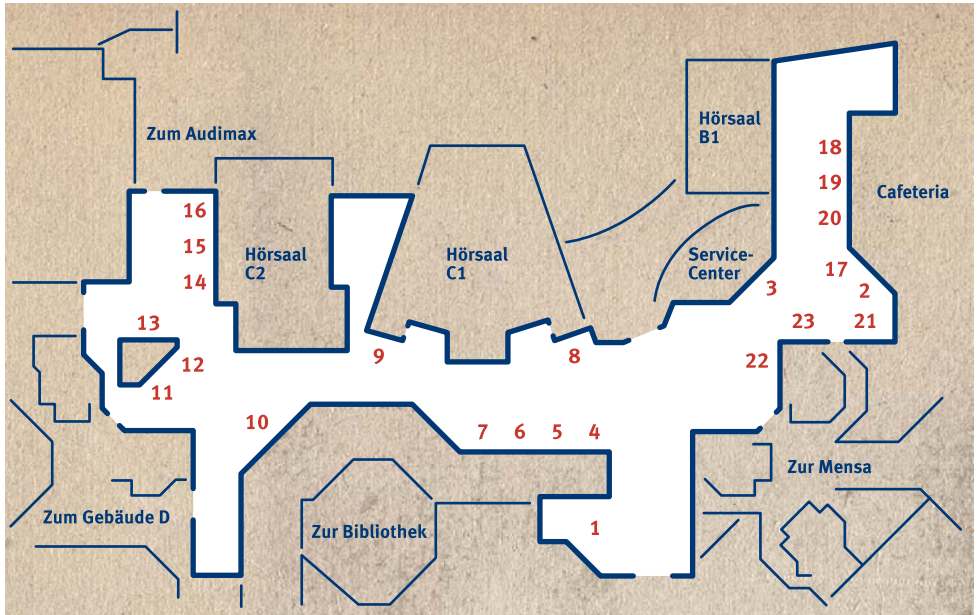 Hörsaal
B1
Zum Audimax
18
19
Cafeteria
16
20
15
Hörsaal
C2
Hörsaal
C1
Service-
Center
17
14
3
2
13
23
21
9
8
22
12
11
10
7
6
5
4
Zur Mensa
Zum Gebäude D
Zur Bibliothek
1